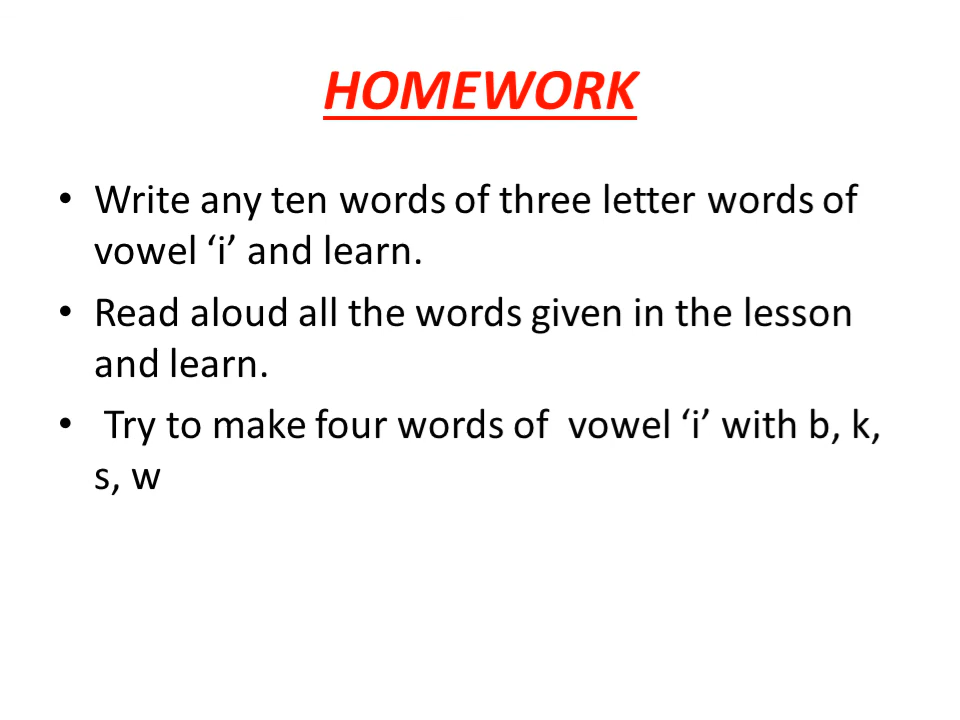 HOMEWORK
• Write any ten words of three letter words of
vowel ‘i’ and learn.
• Read aloud all the words given in the lesson
and learn.
• Try to make four words of  vowel ‘i’ with b, k,
s, w